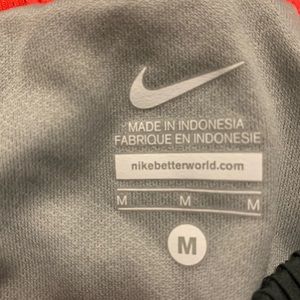 MADE IN INDONESIA
FABRIQUE EN INDONESIE
nikebetterworld.com
M M M
M